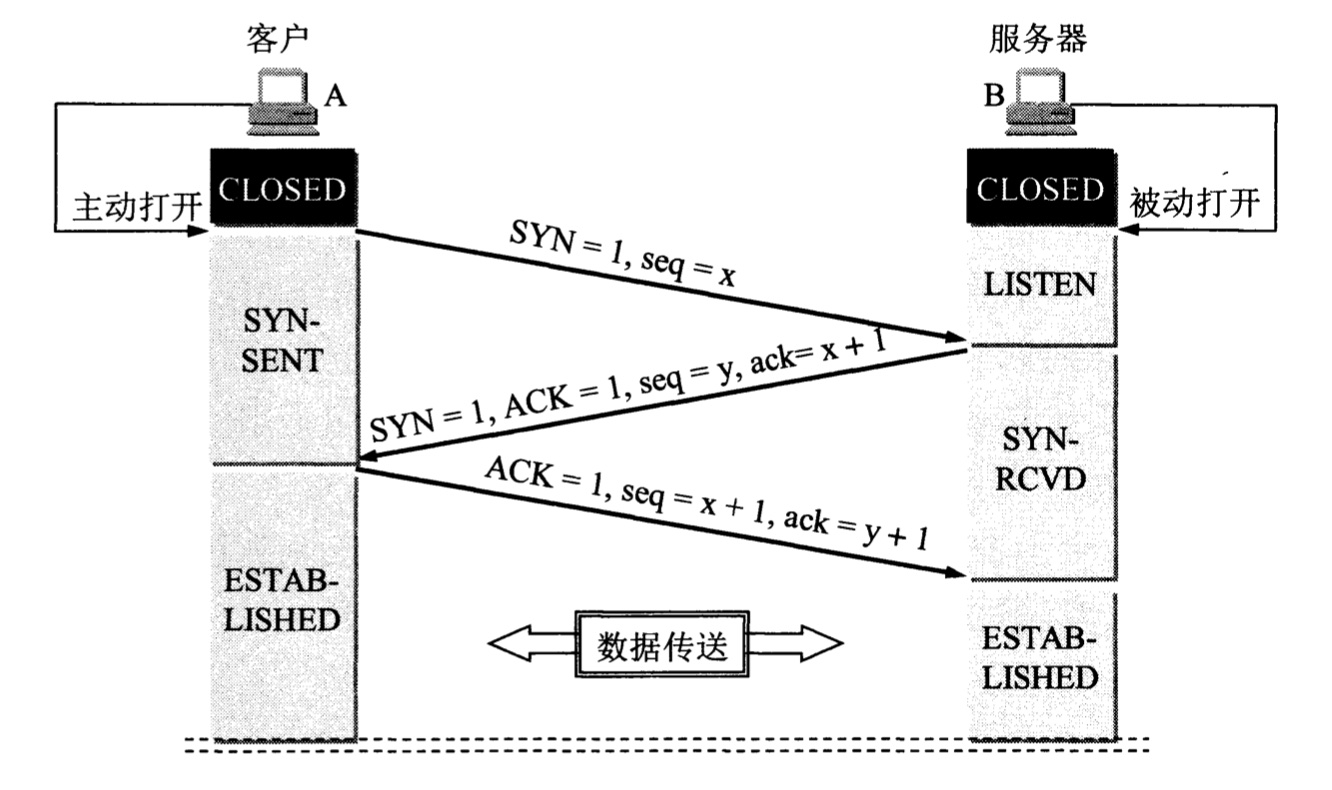 客户
服务器
A
B
CLOSED
CLOSED
主动打开
被动打开
SYN = 1, seq = x
LISTEN
SYN-
SENT
SYN = 1, ACK = 1, seq = y, ack= x + 1
SYN-
RCVD
ACK = 1, seq = x + 1, ack = y + 1
ESTAB-
LISHED
数据传送
ESTAB-
LISHED